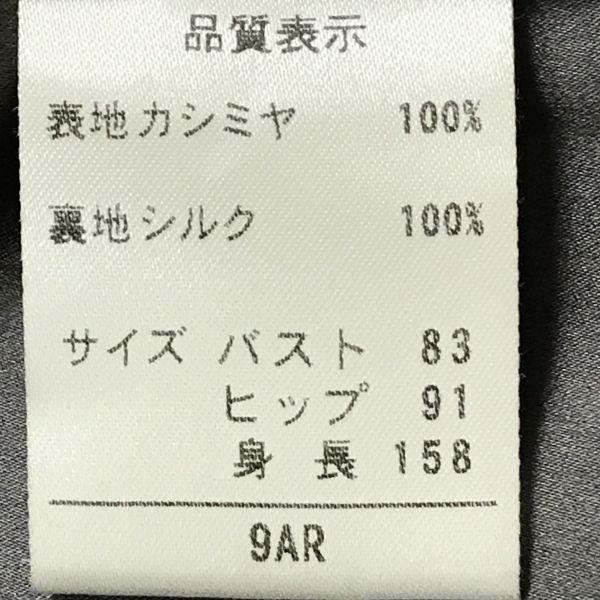 品質表示
表地カシミヤ 100%
裏地シルク 100%
サイズ バスト 83
ヒップ 91
身長 158
9AR